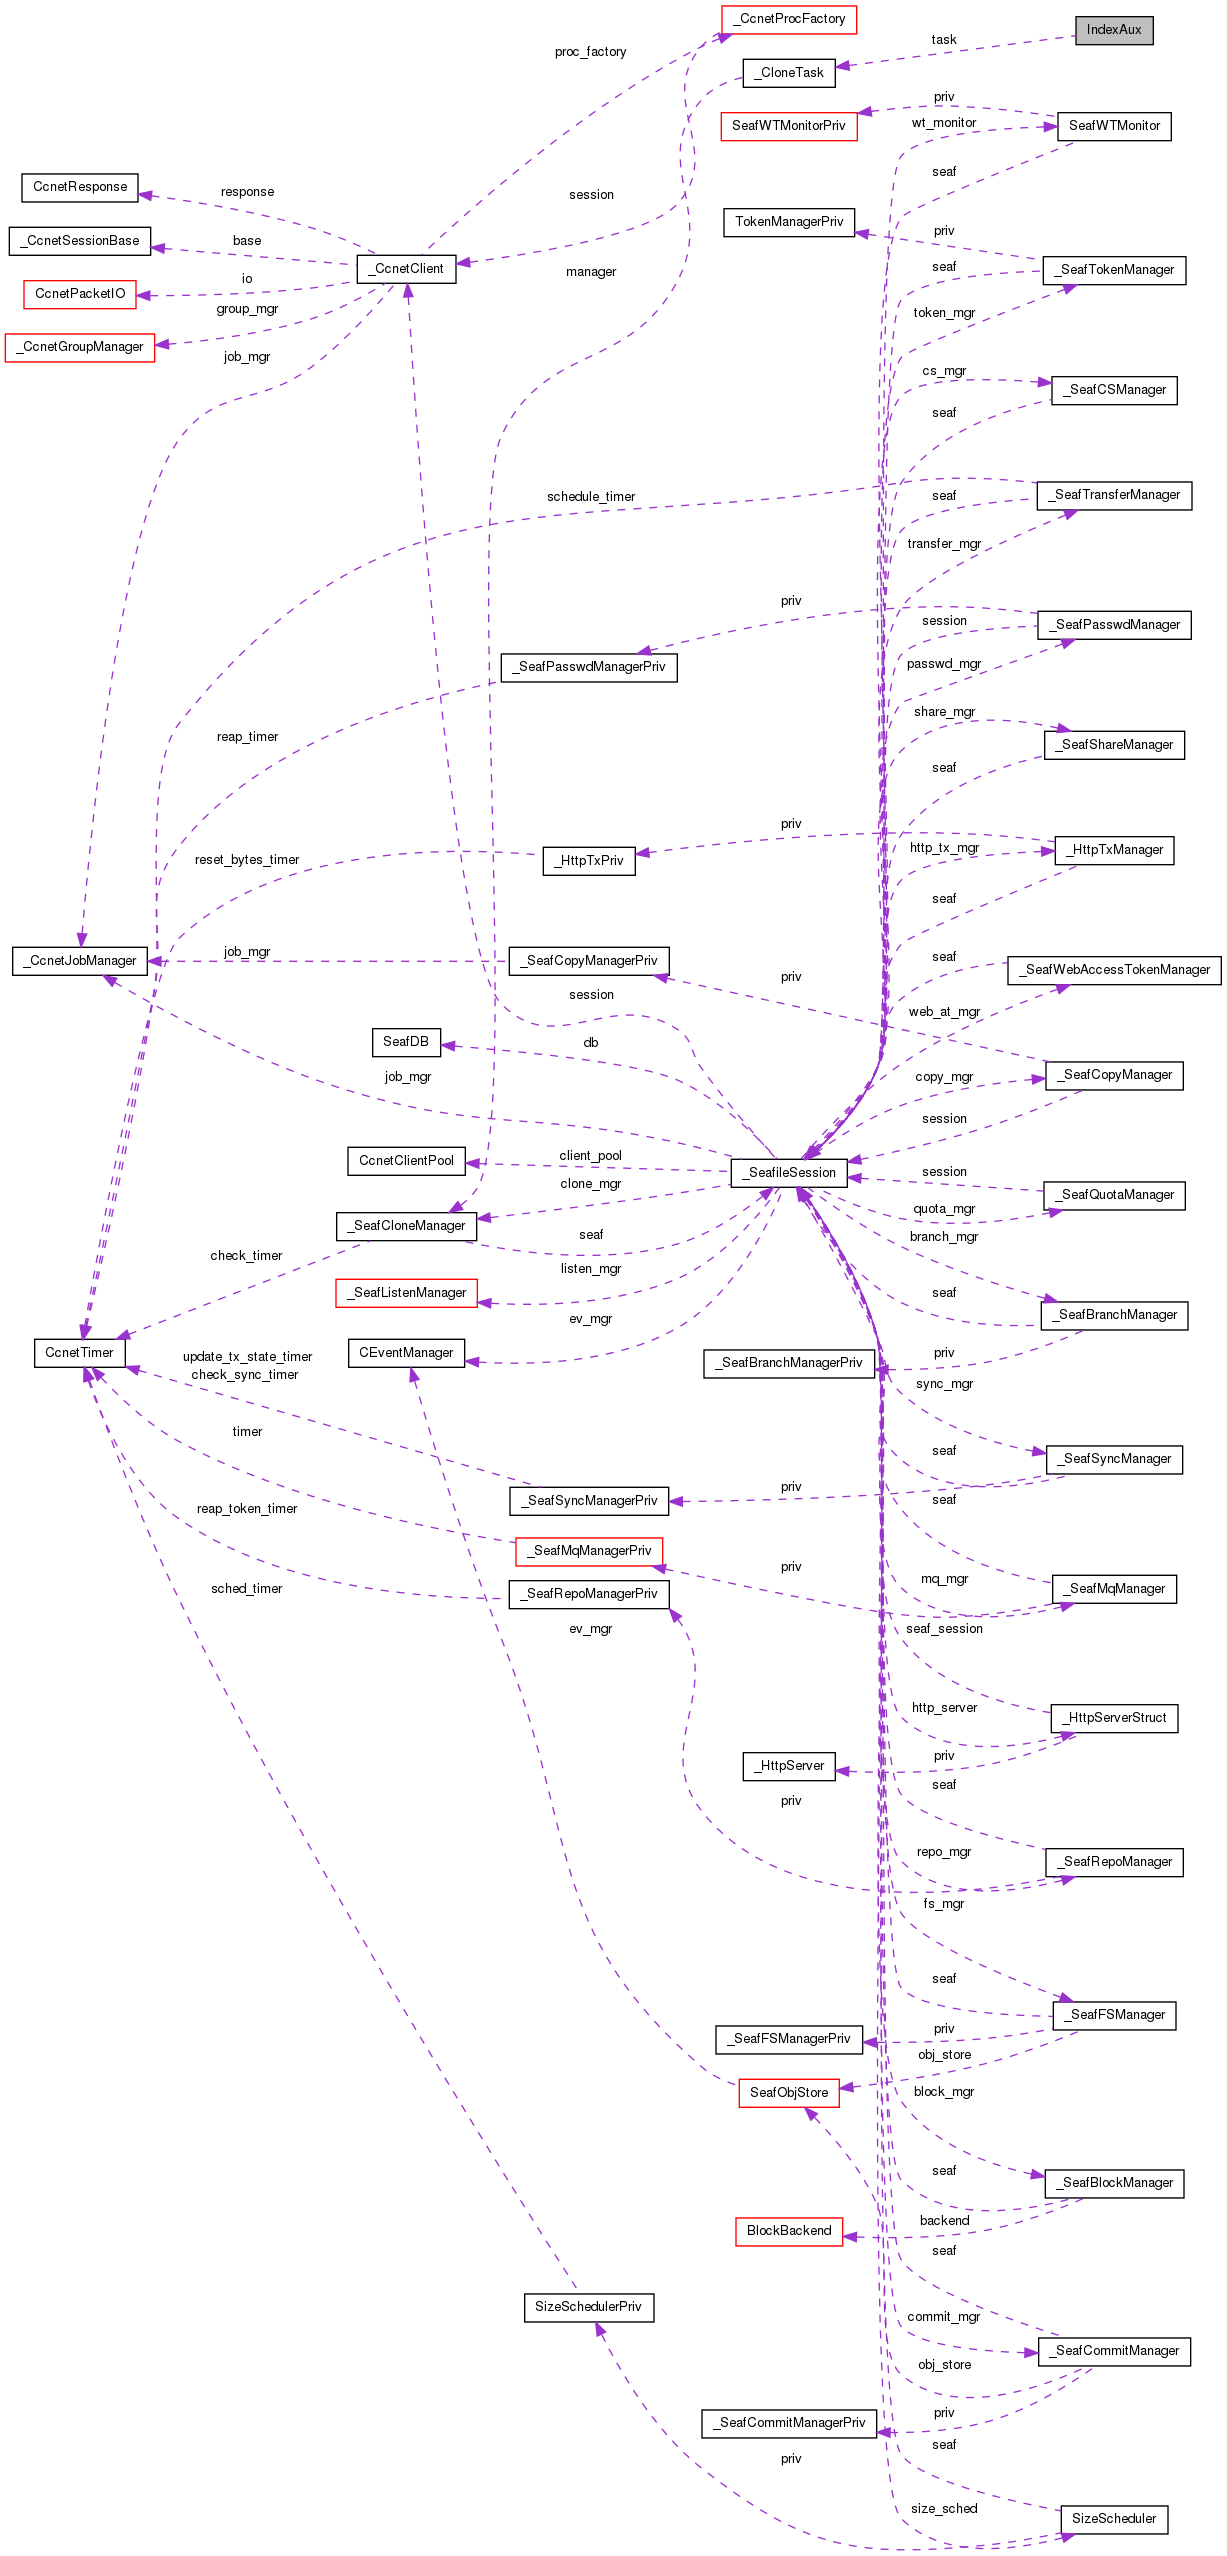 _CcnetProcFactory
IndexAux
task
proc_factory
_CloneTask
priv
SeafWTMonitorPriv
wt_monitor
SeafWTMonitor
seaf
CcnetResponse
response
session
TokenManagerPriv
priv
_CcnetSessionBase
base
_CcnetClient
manager
seaf
_SeafTokenManager
io
CcnetPacketIO
group_mgr
token_mgr
_CcnetGroupManager
job_mgr
cs_mgr
_SeafCSManager
seaf
schedule_timer
seaf
_SeafTransferManager
transfer_mgr
priv
session
_SeafPasswdManager
_SeafPasswdManagerPriv
passwd_mgr
share_mgr
reap_timer
_SeafShareManager
seaf
priv
reset_bytes_timer
_HttpTxPriv
http_tx_mgr
_HttpTxManager
seaf
_CcnetJobManager
job_mgr
_SeafCopyManagerPriv
seaf
_SeafWebAccessTokenManager
priv
session
web_at_mgr
SeafDB
db
job_mgr
copy_mgr
_SeafCopyManager
session
CcnetClientPool
client_pool
_SeafileSession
session
clone_mgr
_SeafQuotaManager
quota_mgr
_SeafCloneManager
seaf
branch_mgr
check_timer
listen_mgr
_SeafListenManager
seaf
_SeafBranchManager
ev_mgr
CcnetTimer
CEventManager
priv
update_tx_state_timer
check_sync_timer
_SeafBranchManagerPriv
sync_mgr
timer
seaf
_SeafSyncManager
priv
_SeafSyncManagerPriv
seaf
reap_token_timer
_SeafMqManagerPriv
priv
mq_mgr
_SeafMqManager
sched_timer
_SeafRepoManagerPriv
ev_mgr
seaf_session
http_server
_HttpServerStruct
priv
_HttpServer
seaf
priv
repo_mgr
_SeafRepoManager
fs_mgr
seaf
_SeafFSManager
priv
_SeafFSManagerPriv
obj_store
SeafObjStore
block_mgr
seaf
_SeafBlockManager
backend
BlockBackend
seaf
SizeSchedulerPriv
commit_mgr
_SeafCommitManager
obj_store
priv
_SeafCommitManagerPriv
seaf
priv
size_sched
SizeScheduler